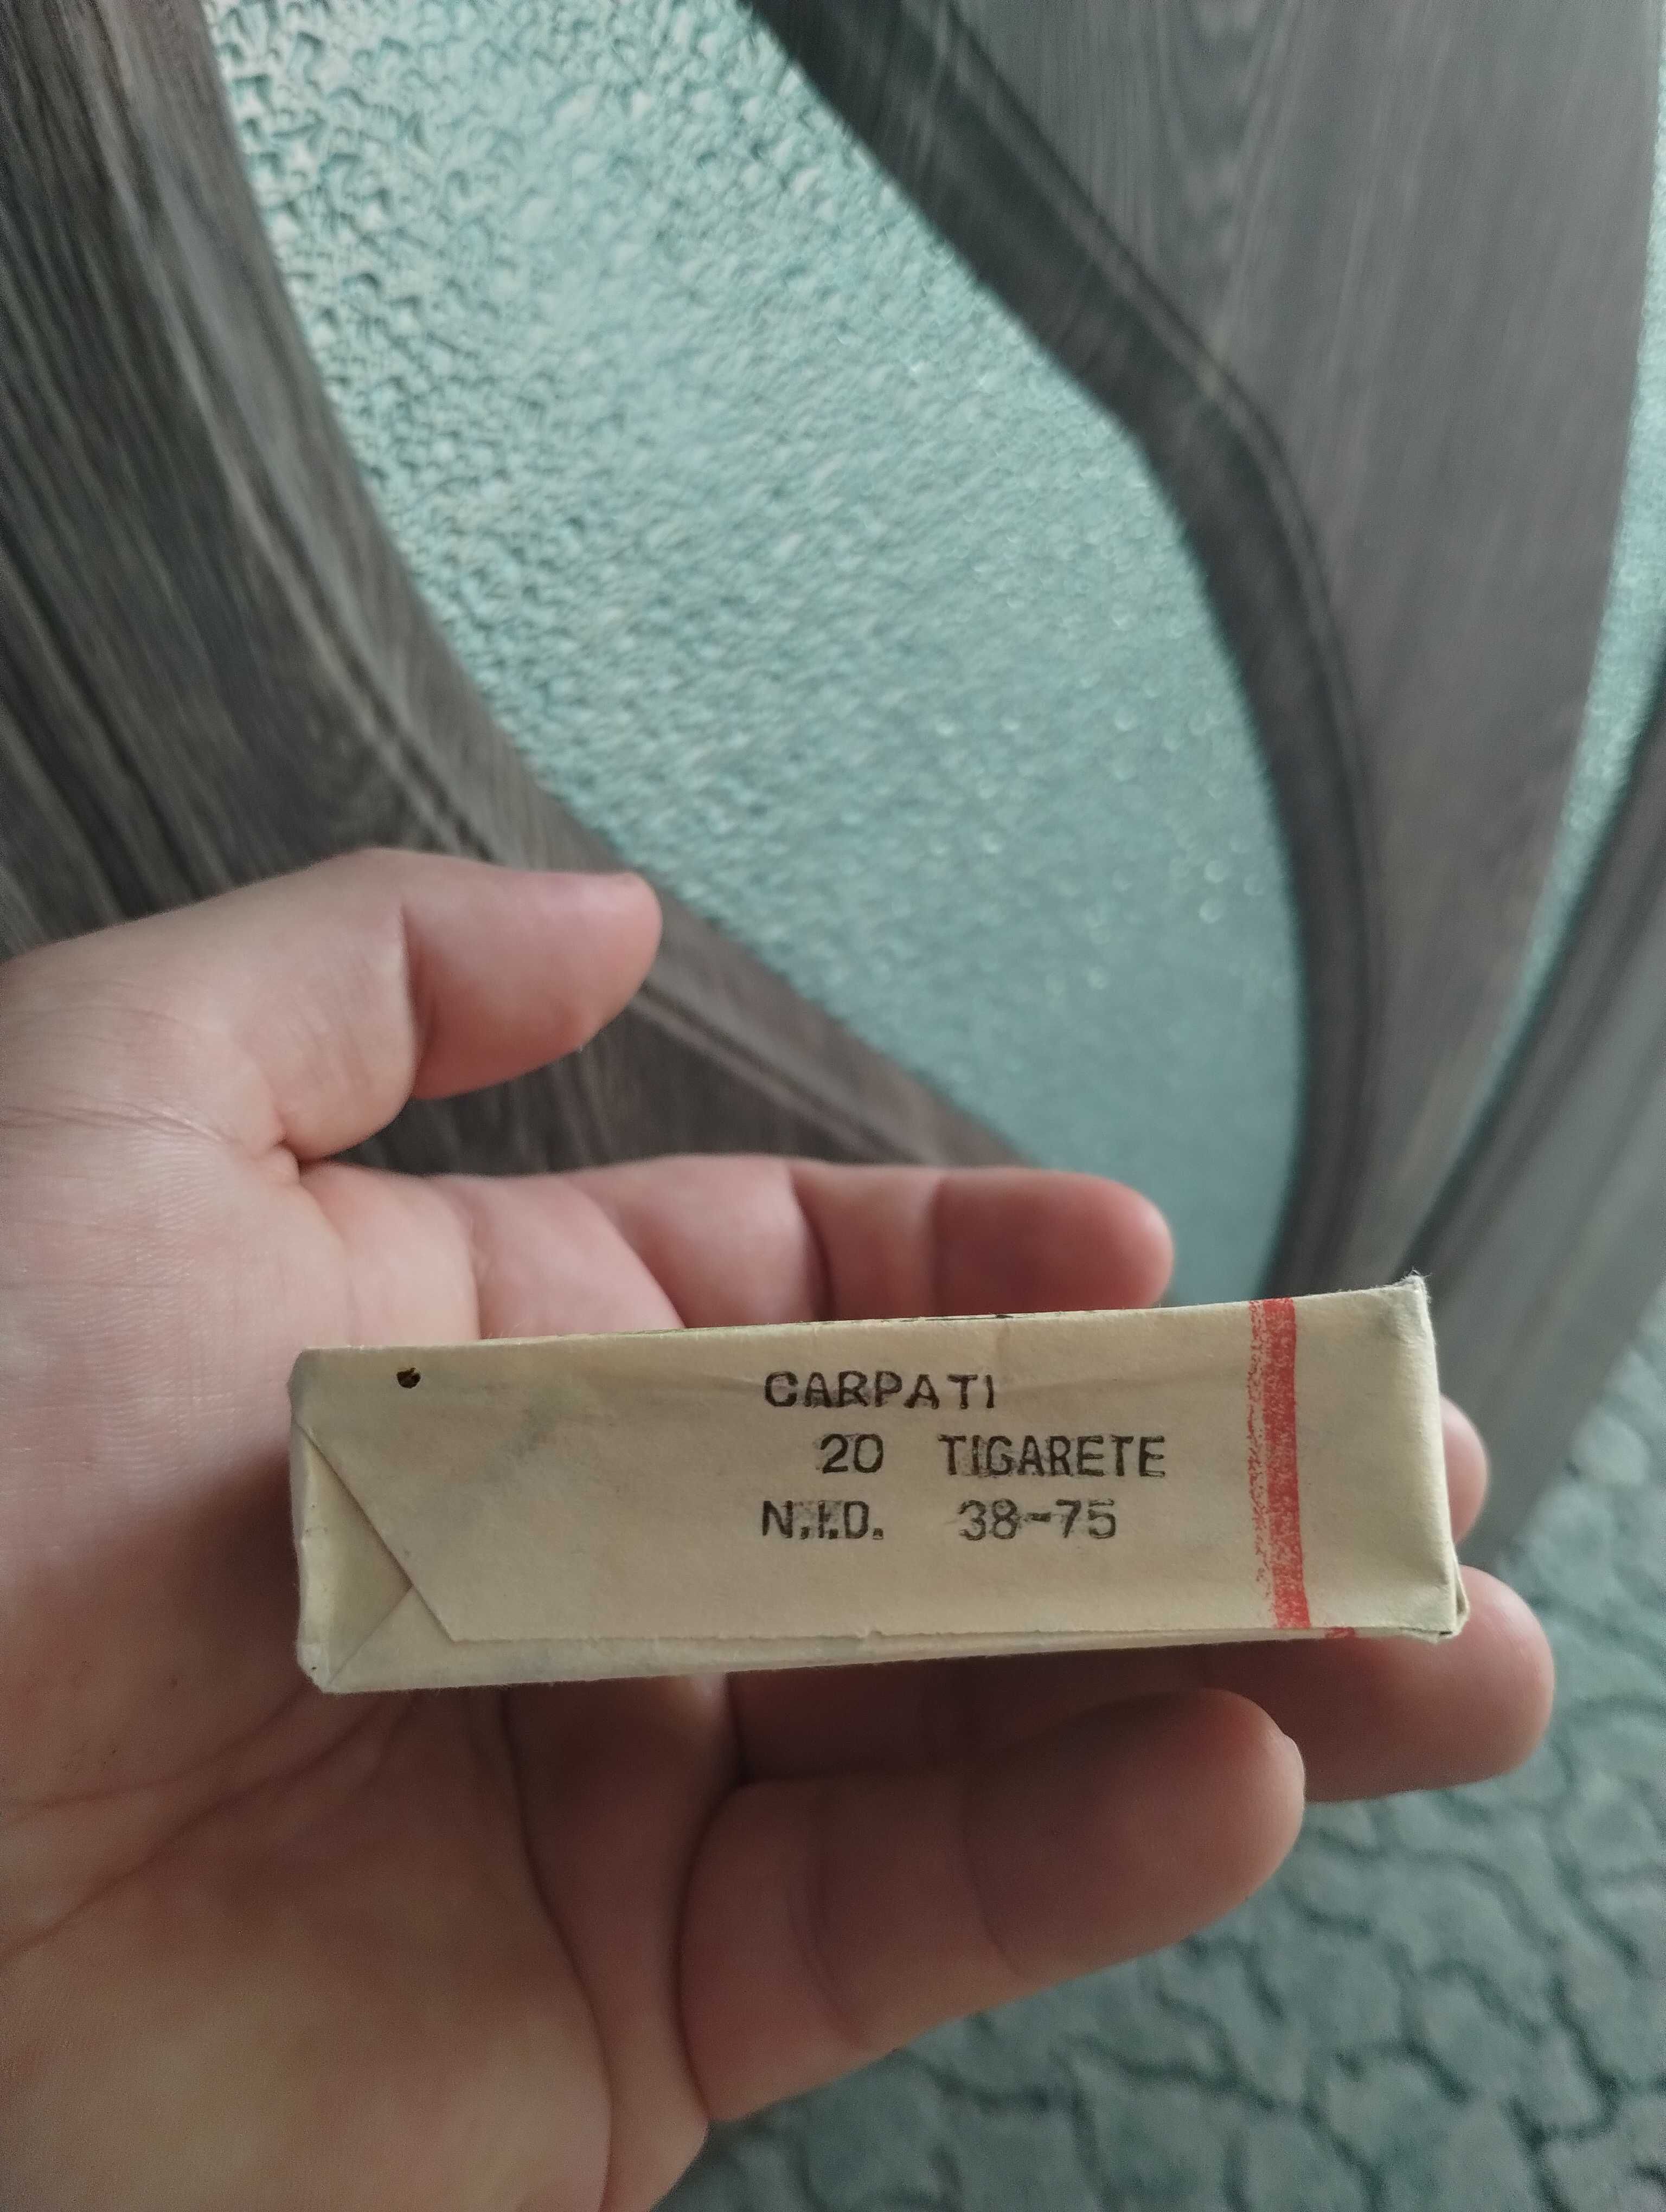 CARPATI
20 TIGARETE
N.I.D. 38-75